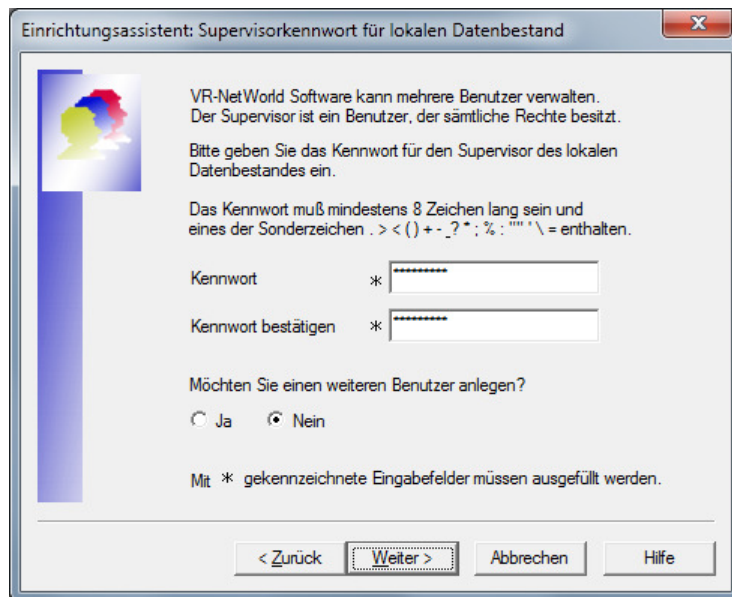 Einrichtungsassistent: Supervisorkennwort für lokalen Datenbestand
VR-NetWorld Software kann mehrere Benutzer verwalten.
Der Supervisor ist ein Benutzer, der sämtliche Rechte besitzt.
Bitte geben Sie das Kennwort für den Supervisor des lokalen
Datenbestandes ein.
Das Kennwort muß mindestens 8 Zeichen lang sein und
eines der Sonderzeichen . > < ( ) + - _ ? * ; % : "" ' \ = enthalten.
Kennwort * *********
Kennwort bestätigen * *********
Möchten Sie einen weiteren Benutzer anlegen?
Ja Nein
Mit * gekennzeichnete Eingabefelder müssen ausgefüllt werden.
< Zurück Weiter > Abbrechen Hilfe